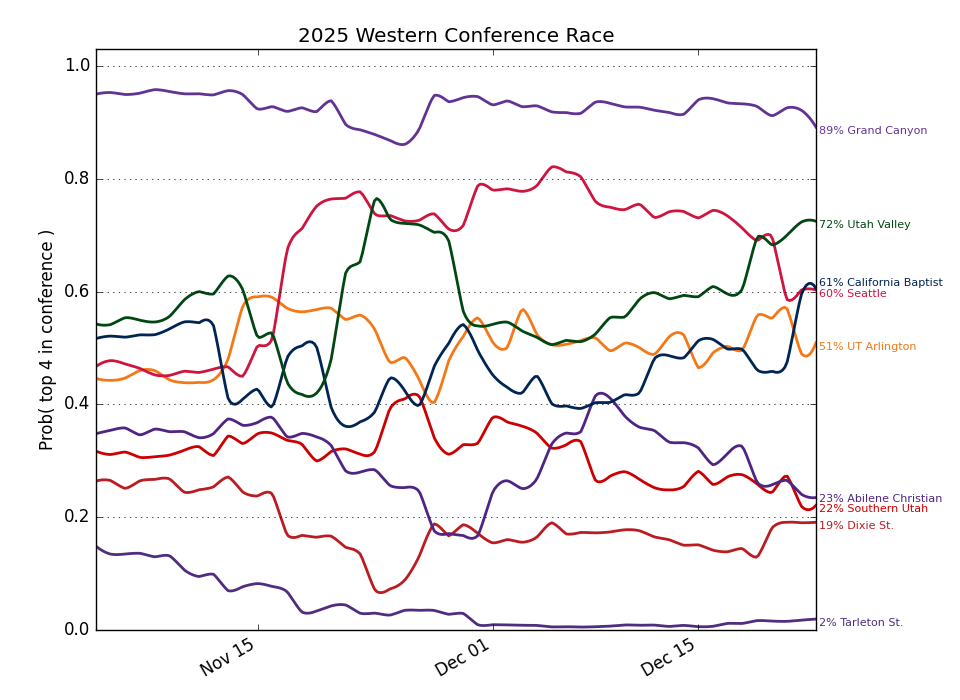 2025 Western Conference Race
Prob( top 4 in conference )
1.0
0.8
0.6
0.4
0.2
0.0
Nov 15
Dec 01
Dec 15
89% Grand Canyon
72% Utah Valley
61% California Baptist
60% Seattle
51% UT Arlington
23% Abilene Christian
22% Southern Utah
19% Dixie St.
2% Tarleton St.